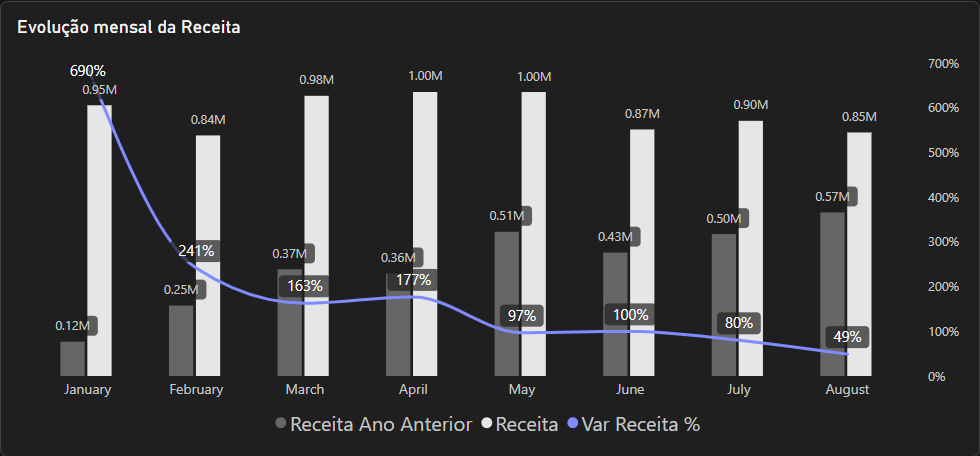 Evolução mensal da Receita
690%
0.95M
0.84M
0.98M
1.00M
1.00M
0.87M
0.90M
0.85M
0.12M
0.25M
0.37M
0.36M
0.51M
0.43M
0.50M
0.57M
241%
163%
177%
97%
100%
80%
49%
700%
600%
500%
400%
300%
200%
100%
0%
January February March April May June July August
Receita Ano Anterior Receita Var Receita %